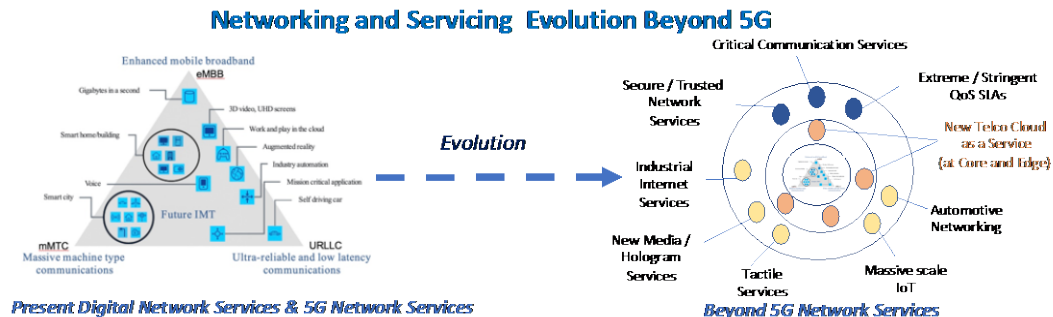 Networking and Servicing Evolution Beyond 5G
Enhanced mobile broadband
eMBB
Gigabytes in a second
3D video, UHD screens
Smart home/building
Work and play in the cloud
Augmented reality
Industry automation
Voice
Mission critical application
Smart city
Self driving car
Future IMT
mMTC
Massive machine type
communications
URLLC
Ultra-reliable and low latency
communications
Present Digital Network Services & 5G Network Services
Evolution
Critical Communication Services
Secure / Trusted
Network
Services
Extreme / Stringent
QoS SLAs
New Telco Cloud
as a Service
(at Core and Edge)
Industrial
Internet
Services
Automotive
Networking
New Media /
Hologram
Services
Tactile
Services
Massive scale
IoT
Beyond 5G Network Services